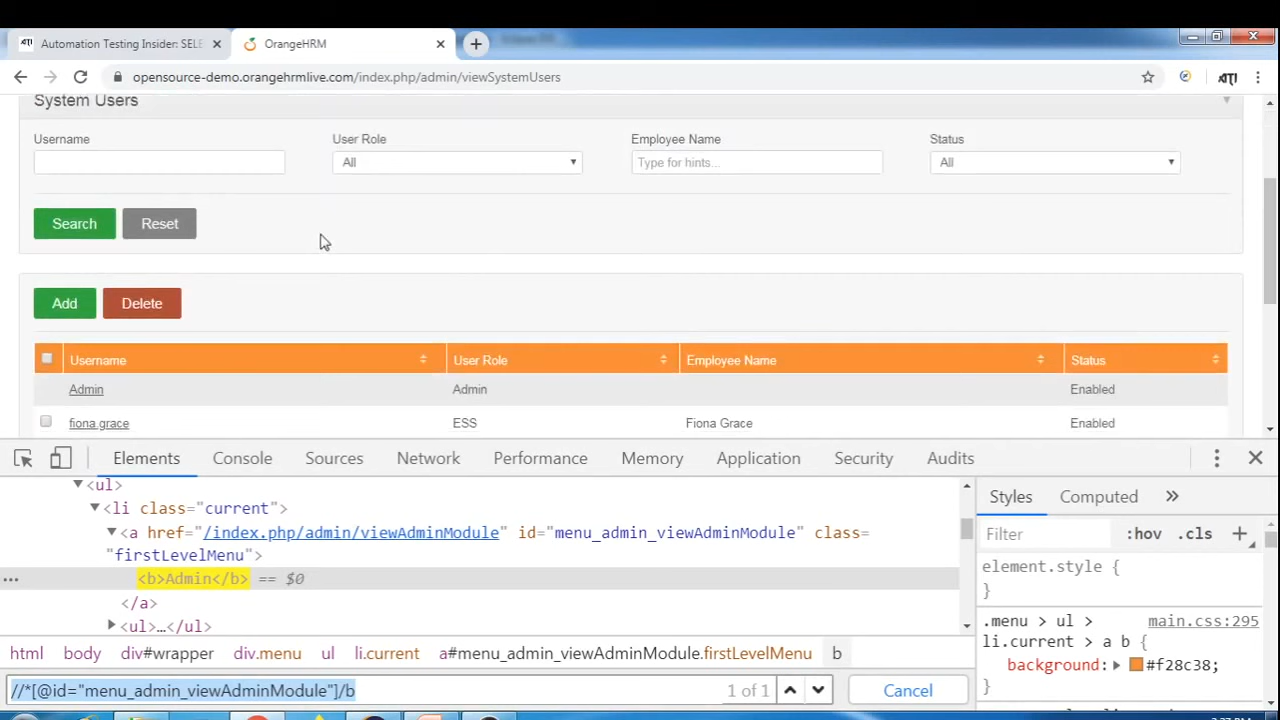 Automation Testing Insider: SELE
OrangeHRM
opensource-demo.orangehrmlive.com/index.php/admin/viewSystemUsers
ATI
System Users
Username User Role Employee Name Status
All Type for hints... All
Search Reset
Add Delete
Username User Role Employee Name Status
Admin Admin Enabled
fiona.grace ESS Fiona Grace Enabled
Elements Console Sources Network Performance Memory Application Security Audits
<ul>
<li class="current">
<a href="/index.php/admin/viewAdminModule" id="menu_admin_viewAdminModule" class=
"firstLevelMenu">
<b>Admin</b> == $0
</a>
<ul>…</ul>
html body div#wrapper div.menu ul li.current a#menu_admin_viewAdminModule.firstLevelMenu b
//*[@id="menu_admin_viewAdminModule"]/b 1 of 1 Cancel
Styles Computed »
Filter :hov .cls +
element.style {
}
.menu > ul > main.css:295
li.current > a b {
background: #f28c38;
}